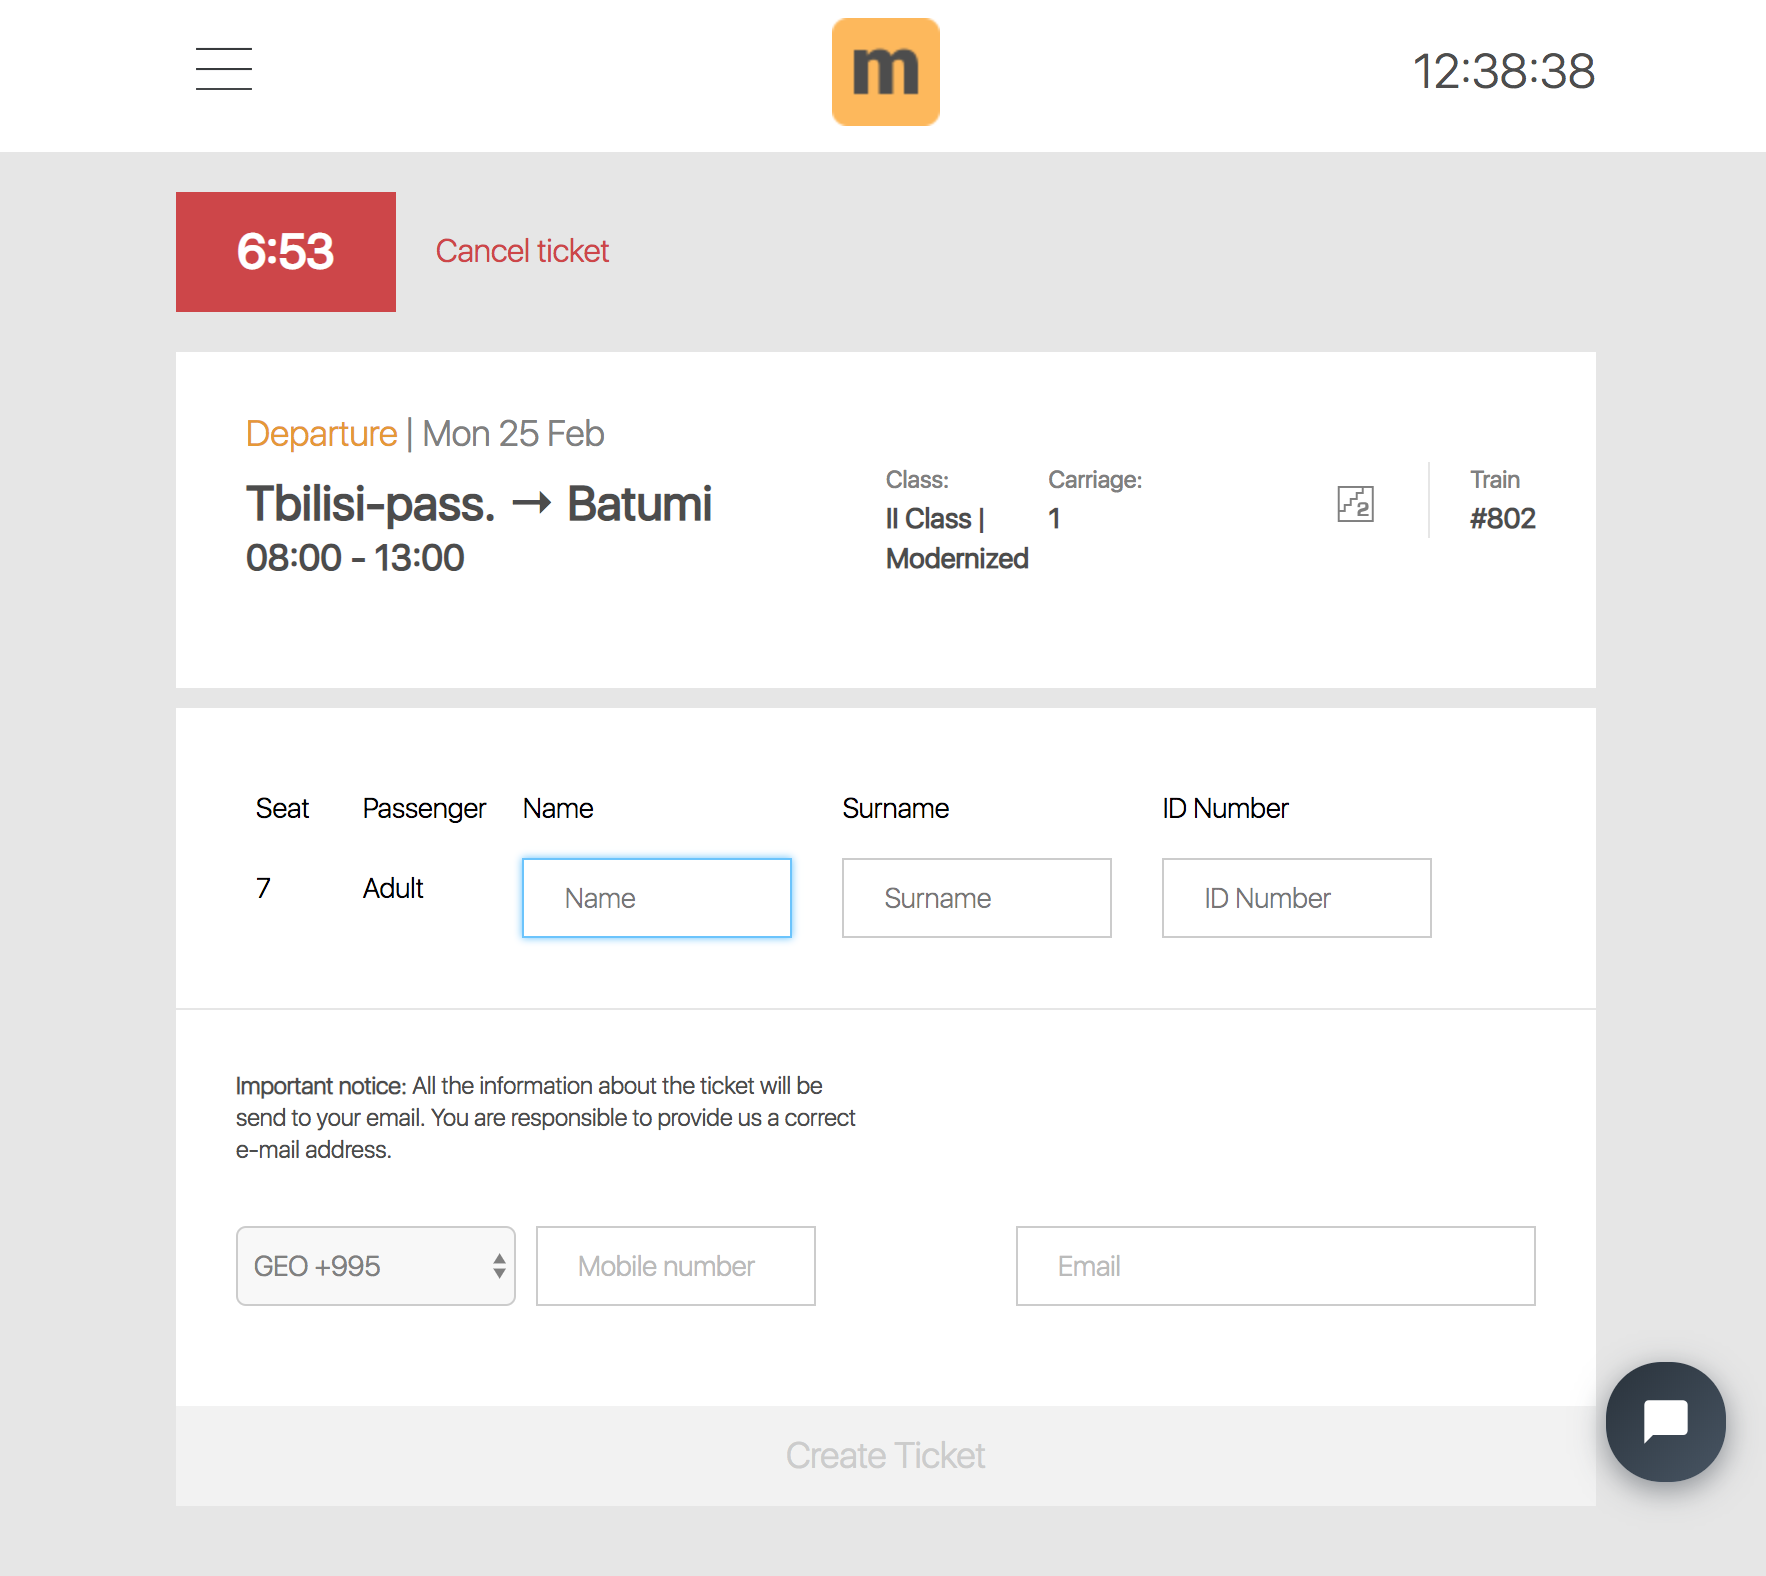 m
12:38:38
6:53
Cancel ticket
Departure | Mon 25 Feb
Tbilisi-pass. → Batumi
08:00 - 13:00
Class:
II Class |
Modernized
Carriage:
1
2
Train
#802
Seat Passenger Name Surname ID Number
7 Adult Name Surname ID Number
Important notice: All the information about the ticket will be
send to your email. You are responsible to provide us a correct
e-mail address.
GEO +995 Mobile number Email
Create Ticket